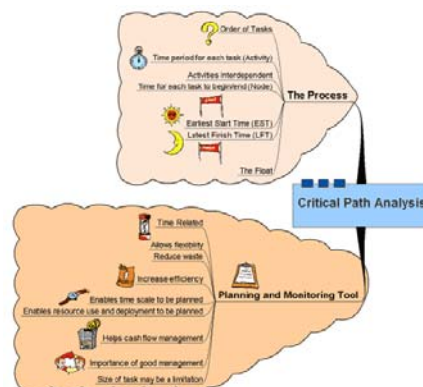 Order of Tasks
Time period for each task (Activity)
Activities interdependent
Time for each task to begin/end (Node)
The Process
Earliest Start Time (EST)
Latest Finish Time (LFT)
The Float
Critical Path Analysis
Time Related
Allows flexibility
Reduce waste
Increase efficiency
Planning and Monitoring Tool
Enables time scale to be planned
Enables resource use and deployment to be planned
Helps cash flow management
Importance of good management
Size of task may be a limitation